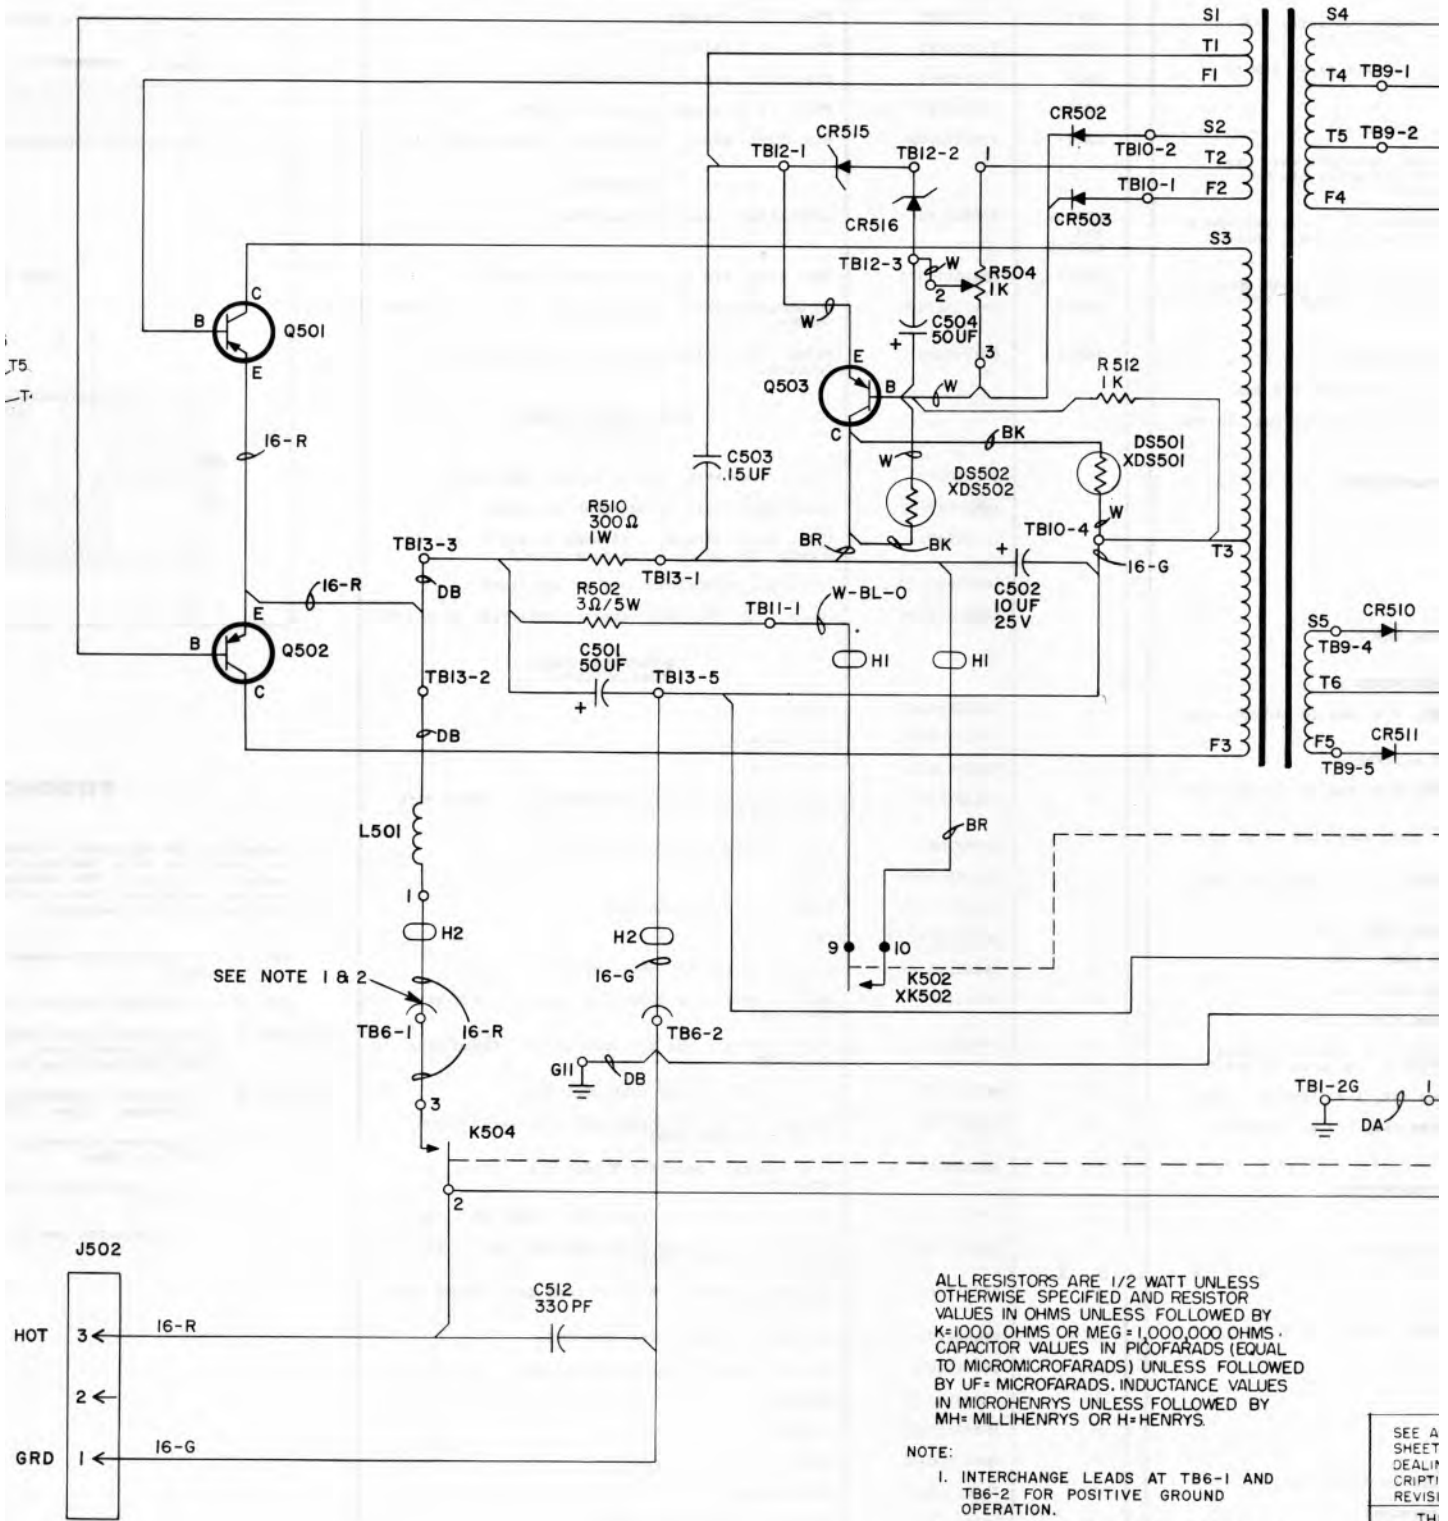 S1
S4
T1
F1
T4 TB9-1
CR502
CR515
S2
T5 TB9-2
TB12-1
TB12-2
1
TB10-2
T2
TB10-1
F2
F4
CR516
CR503
S3
TB12-3
W
R504
1K
2
C
B
Q501
W
C504
50UF
+
E
3
T5
R512
1K
E
Q503
B
W
T
C
BK
16-R
DS501
XDS501
C503
.15UF
W
DS502
XDS502
R510
300Ω
1W
W
TB10-4
TB13-3
BR
BK
+
T3
16-G
TB13-1
DB
16-R
R502
3Ω/5W
TB11-1
W-BL-O
C502
10UF
25V
CR510
E
S5
B
Q502
TB9-4
C501
50UF
H1
H1
C
TB13-2
TB13-5
T6
+
DB
F3
CR511
F5
TB9-5
L501
BR
1
H2
H2
9
10
16-G
SEE NOTE 1 & 2
K502
XK502
TB6-1
16-R
TB6-2
G11
DB
TB1-2G
1
3
K504
DA
2
J502
C512
330PF
HOT
3
16-R
2
GRD
1
16-G
ALL RESISTORS ARE 1/2 WATT UNLESS
OTHERWISE SPECIFIED AND RESISTOR
VALUES IN OHMS UNLESS FOLLOWED BY
K=1000 OHMS OR MEG = 1,000,000 OHMS.
CAPACITOR VALUES IN PICOFARADS (EQUAL
TO MICROMICROFARADS) UNLESS FOLLOWED
BY UF= MICROFARADS. INDUCTANCE VALUES
IN MICROHENRYS UNLESS FOLLOWED BY
MH= MILLIHENRYS OR H=HENRYS.
NOTE:
1. INTERCHANGE LEADS AT TB6-1 AND
TB6-2 FOR POSITIVE GROUND
OPERATION.
SEE A
SHEET
DEALIN
CRIPTI
REVISI
TH